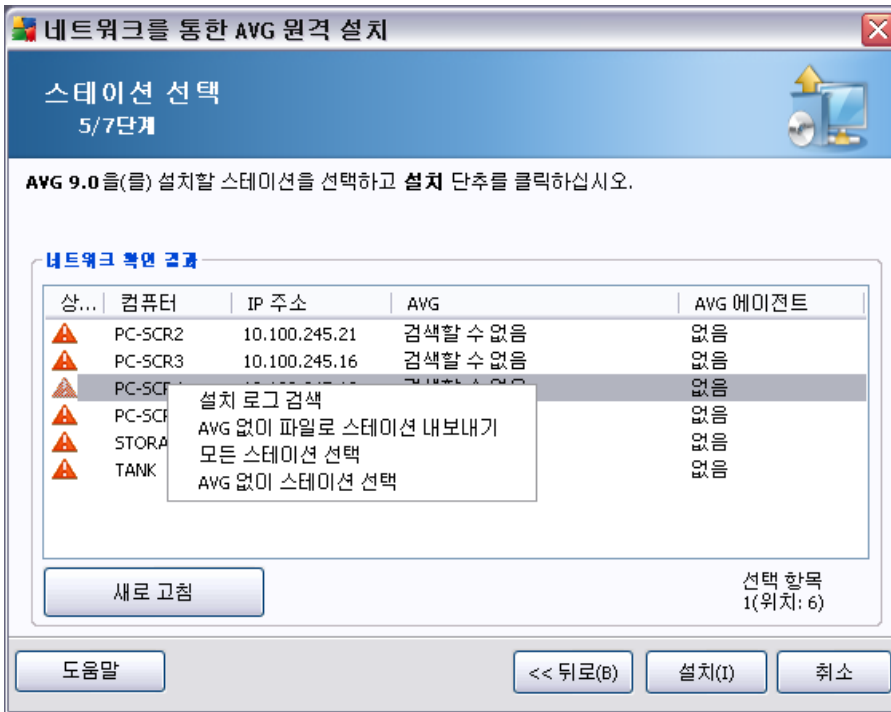 네트워크를 통한 AVG 원격 설치
스테이션 선택
5/7단계
AVG 9.0을(를) 설치할 스테이션을 선택하고 설치 단추를 클릭하십시오.
네트워크 확인 결과
상... 컴퓨터 IP 주소 AVG AVG 에이전트
PC-SCR2 10.100.245.21 검색할 수 없음 없음
PC-SCR3 10.100.245.16 검색할 수 없음 없음
없음
없음
없음
TANK 없음
설치 로그 검색
AVG 없이 파일로 스테이션 내보내기
모든 스테이션 선택
AVG 없이 스테이션 선택
새로 고침
선택 항목
1(위치: 6)
도움말 << 뒤로(B) 설치(I) 취소